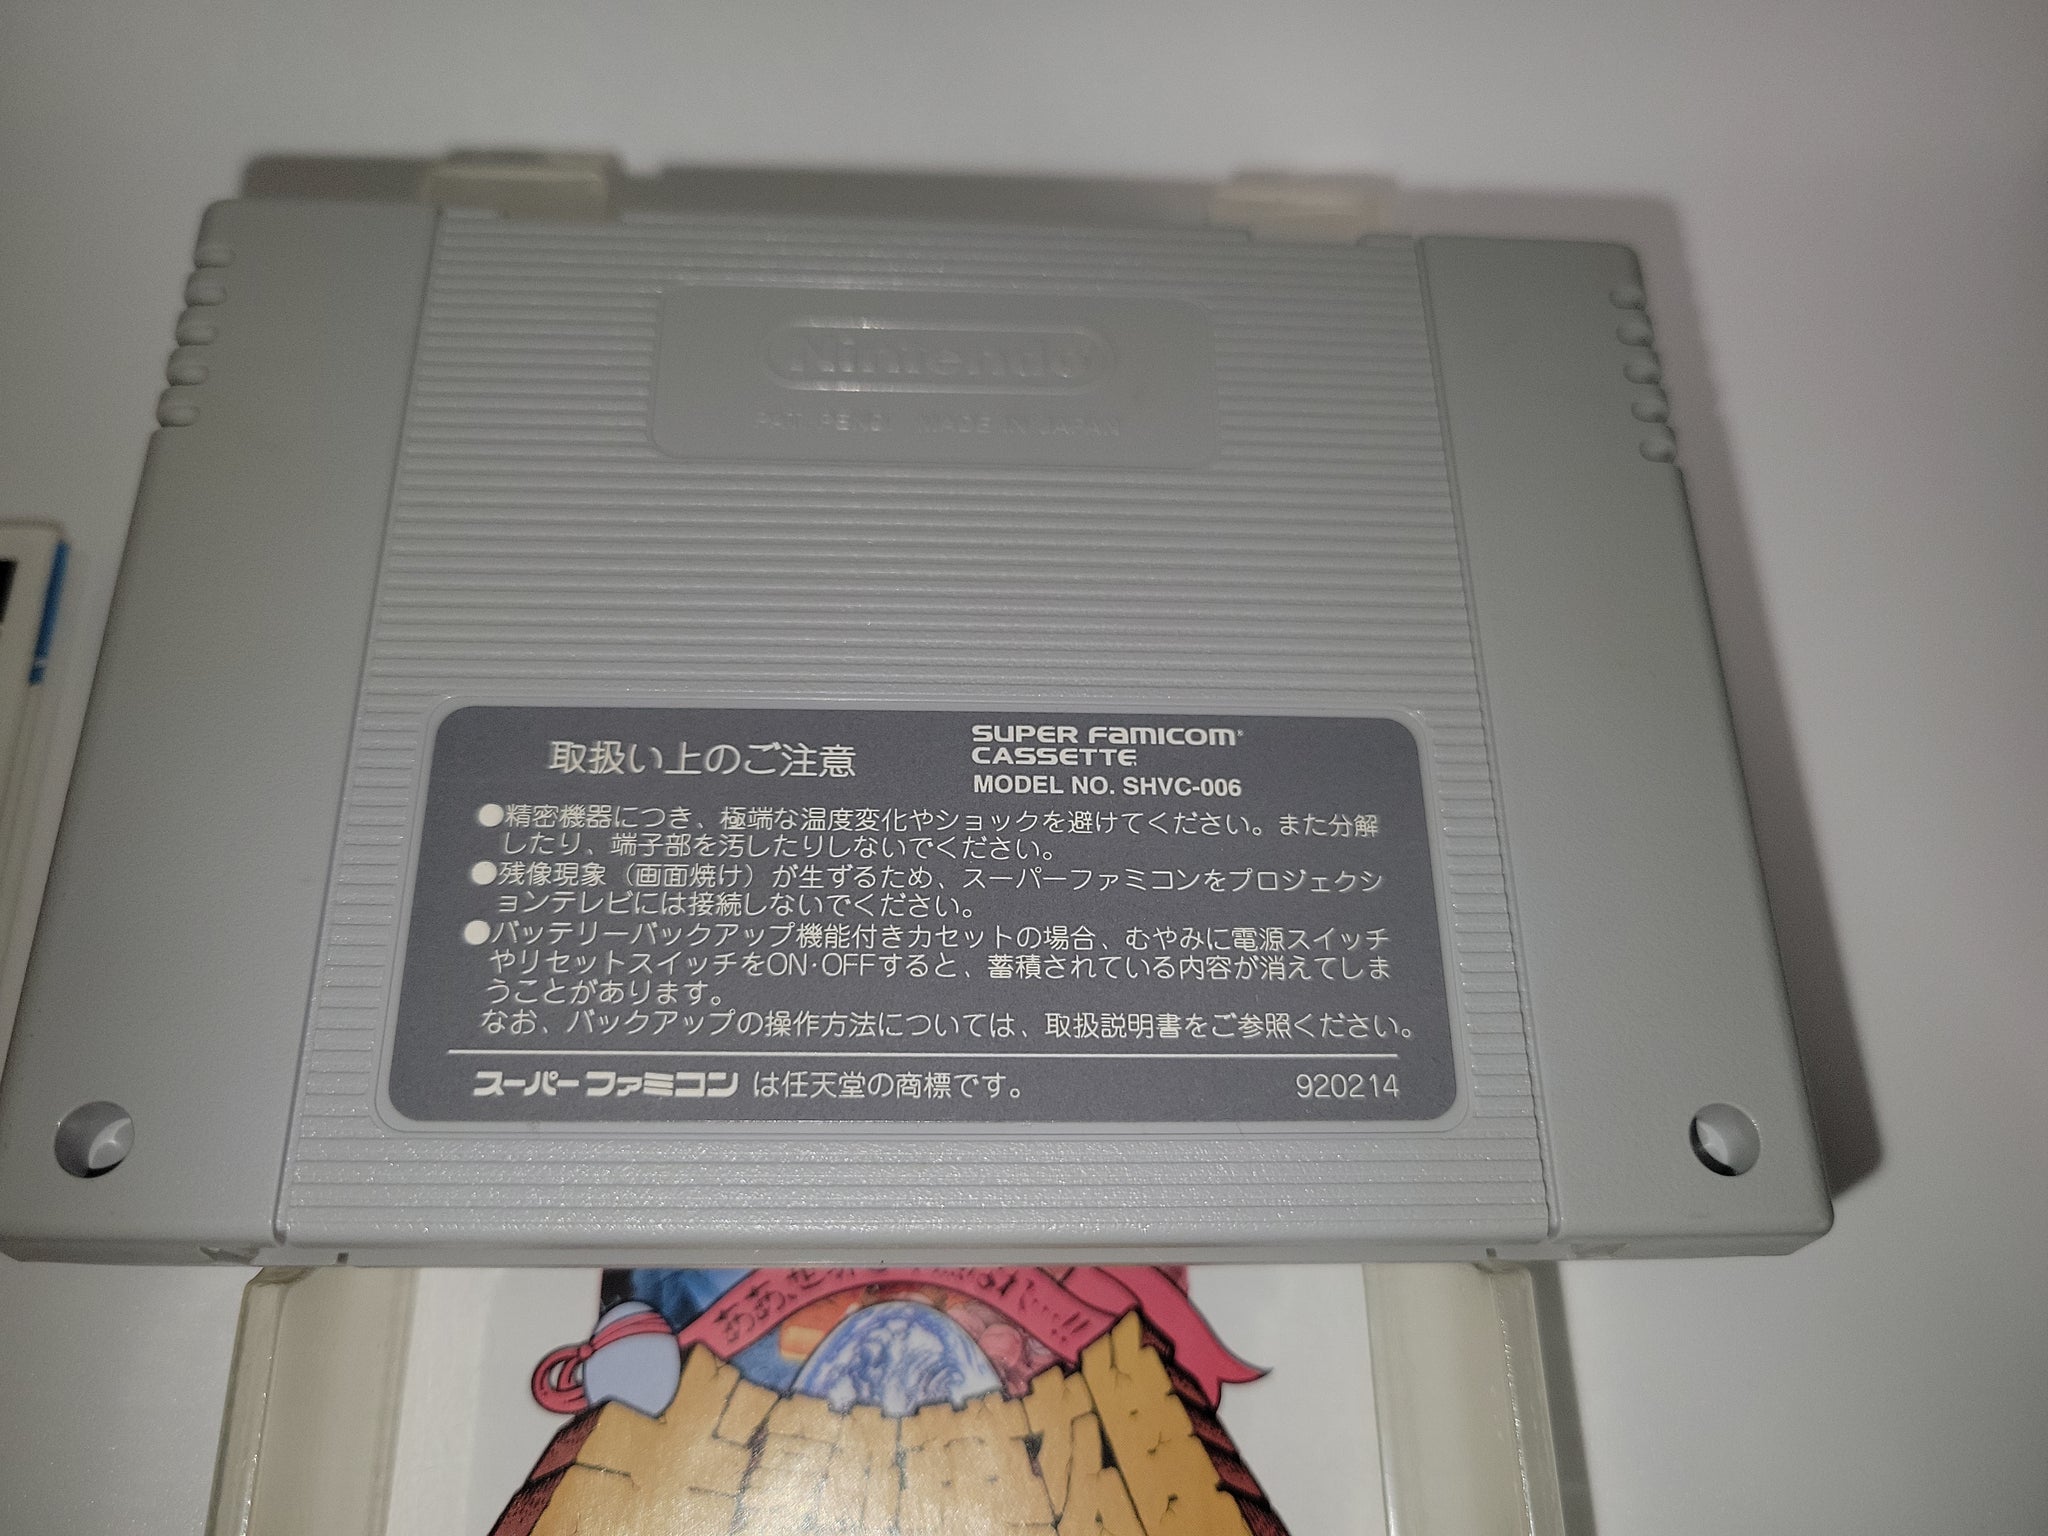 Nintendo
PAT. PEND. MADE IN JAPAN
取扱い上のご注意
SUPER FAMICOM
CASSETTE
MODEL NO. SHVC-006
●精密機器につき、極端な温度変化やショックを避けてください。また分解
したり、端子部を汚したりしないでください。
●残像現象（画面焼け）が生ずるため、スーパーファミコンをプロジェクシ
ョンテレビには接続しないでください。
●バッテリーバックアップ機能付きカセットの場合、むやみに電源スイッチ
やリセットスイッチをON·OFFすると、蓄積されている内容が消えてしま
うことがあります。
なお、バックアップの操作方法については、取扱説明書をご参照ください。
スーパーファミコン は任天堂の商標です。
920214
ああ、